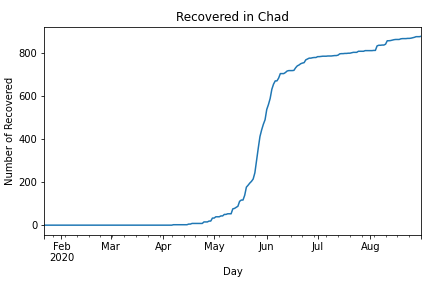 Recovered in Chad
Number of Recovered
800
600
400
200
0
Feb
2020
Mar
Apr
May
Jun
Jul
Aug
Day